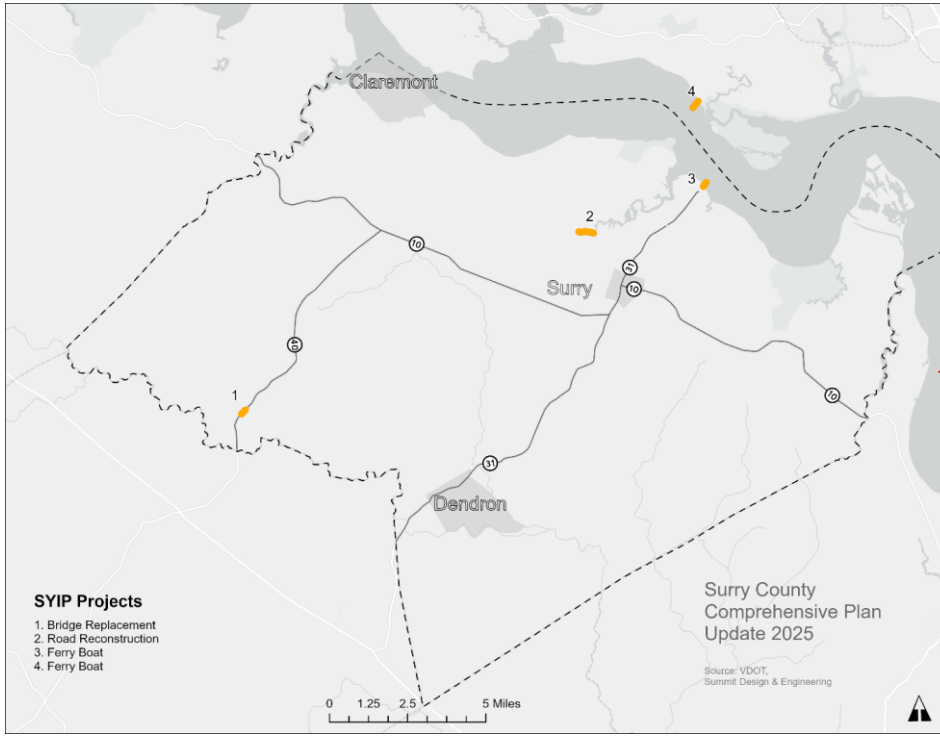 Claremont
4
3
2
10
31
Surry
10
40
10
1
31
Dendron
SYIP Projects
1. Bridge Replacement
2. Road Reconstruction
3. Ferry Boat
4. Ferry Boat
Surry County
Comprehensive Plan
Update 2025
Source: VDOT,
Summit Design & Engineering
0 1.25 2.5 5 Miles